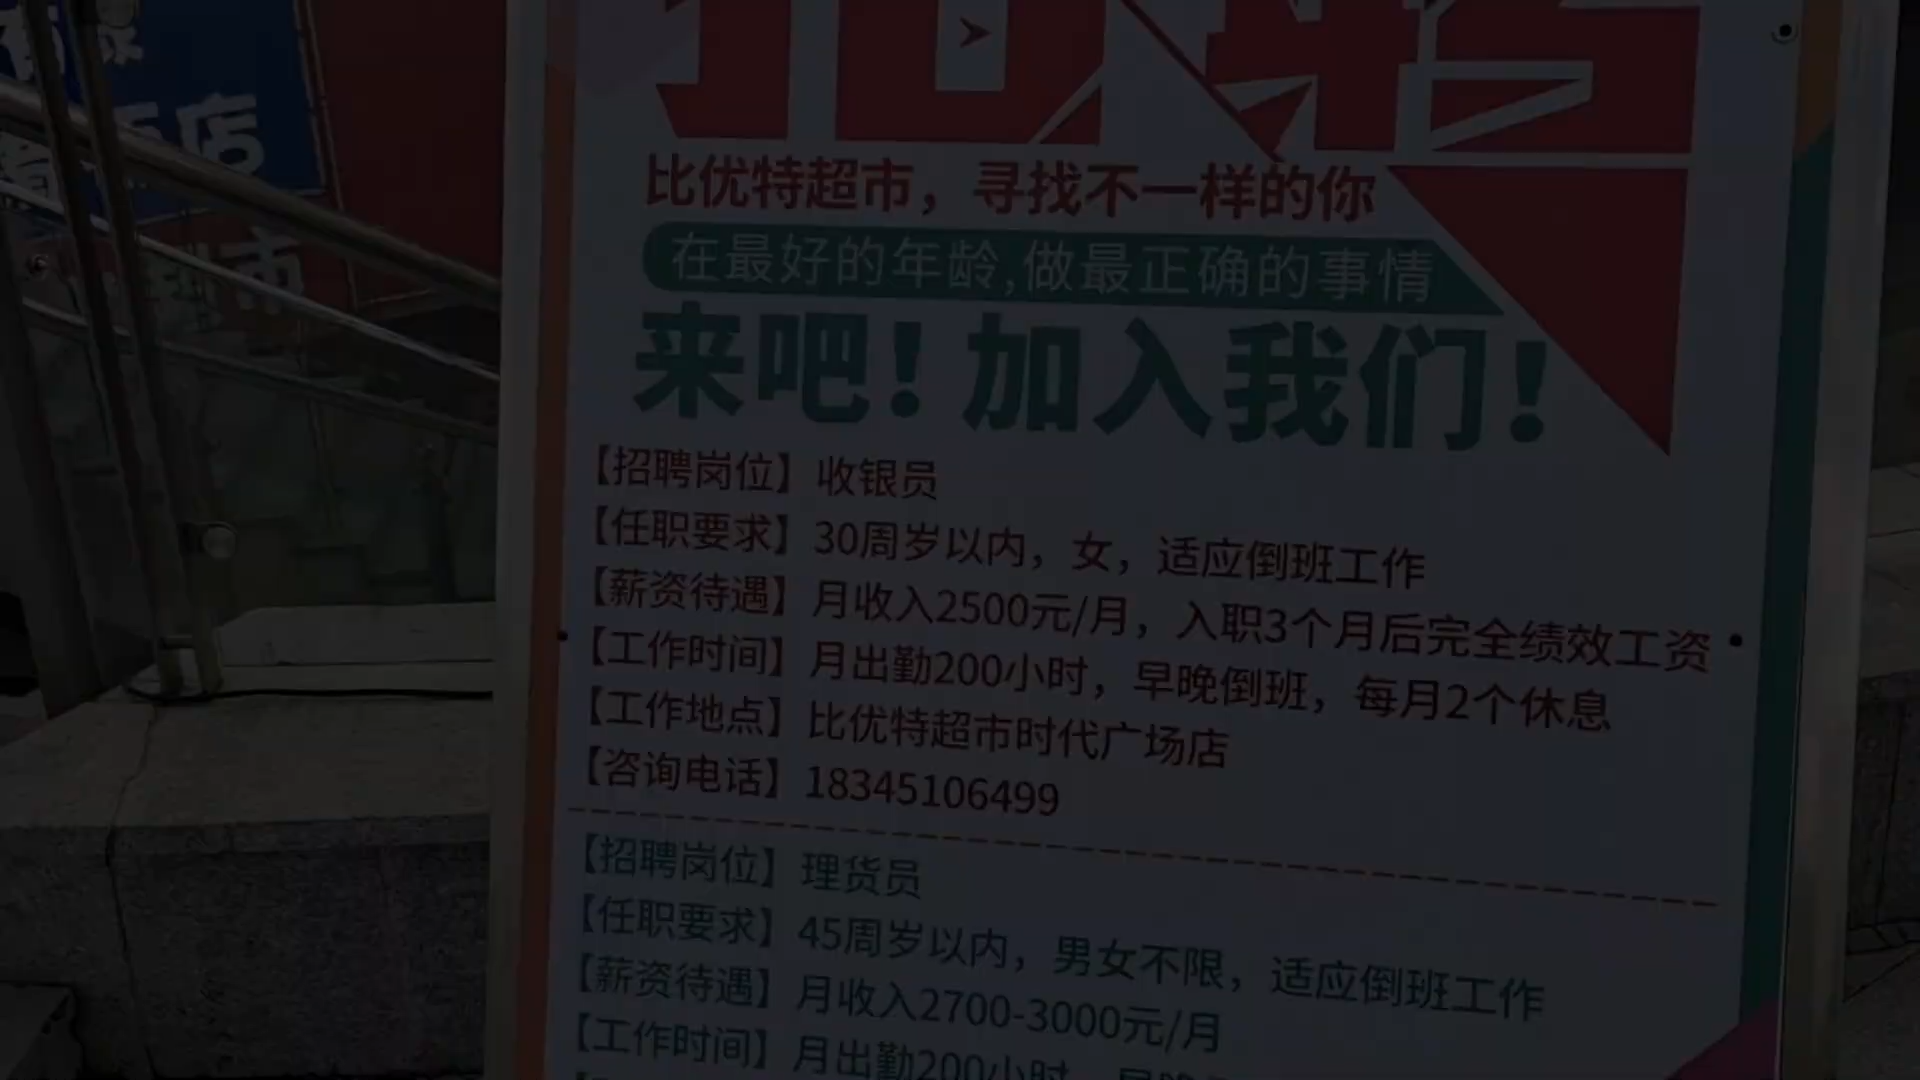 店
市
招聘
比优特超市，寻找不一样的你
在最好的年龄,做最正确的事情
来吧！加入我们！
【招聘岗位】收银员
【任职要求】30周岁以内，女，适应倒班工作
【薪资待遇】月收入2500元/月，入职3个月后完全绩效工资
【工作时间】月出勤200小时，早晚倒班，每月2个休息
【工作地点】比优特超市时代广场店
【咨询电话】18345106499
【招聘岗位】理货员
【任职要求】45周岁以内，男女不限，适应倒班工作
【薪资待遇】月收入2700-3000元/月
【工作时间】月出勤200小时，早晚